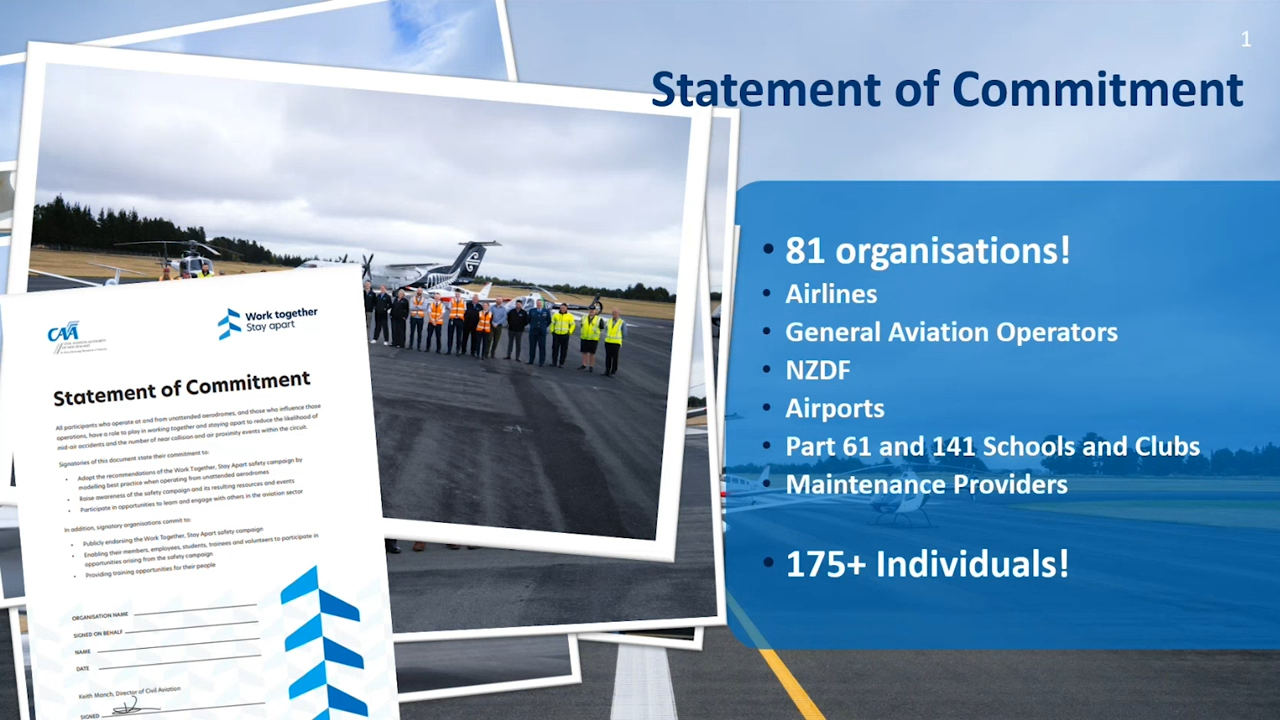 1
Statement of Commitment
• 81 organisations!
• Airlines
• General Aviation Operators
• NZDF
• Airports
• Part 61 and 141 Schools and Clubs
• Maintenance Providers
• 175+ Individuals!
CAA
Work together
Stay apart
Statement of Commitment
All participants who operate at and from unattended aerodromes, and those who influence those
operations, have a role to play in working together and staying apart to reduce the likelihood of
mid-air accidents and the number of near collision and air proximity events within the circuit.
Signatories of this document state their commitment to:
• Adopt the recommendations of the Work Together, Stay Apart safety campaign by
modelling best practice when operating from unattended aerodromes
• Raise awareness of the safety campaign and its resulting resources and events
• Participate in opportunities to learn and engage with others in the aviation sector
In addition, signatory organisations commit to:
• Publicly endorsing the Work Together, Stay Apart safety campaign
• Enabling their members, employees, students, trainees and volunteers to participate in
opportunities arising from the safety campaign
• Providing training opportunities for their people
ORGANISATION NAME
SIGNED ON BEHALF
NAME
DATE
Keith Manch, Director of Civil Aviation
SIGNED